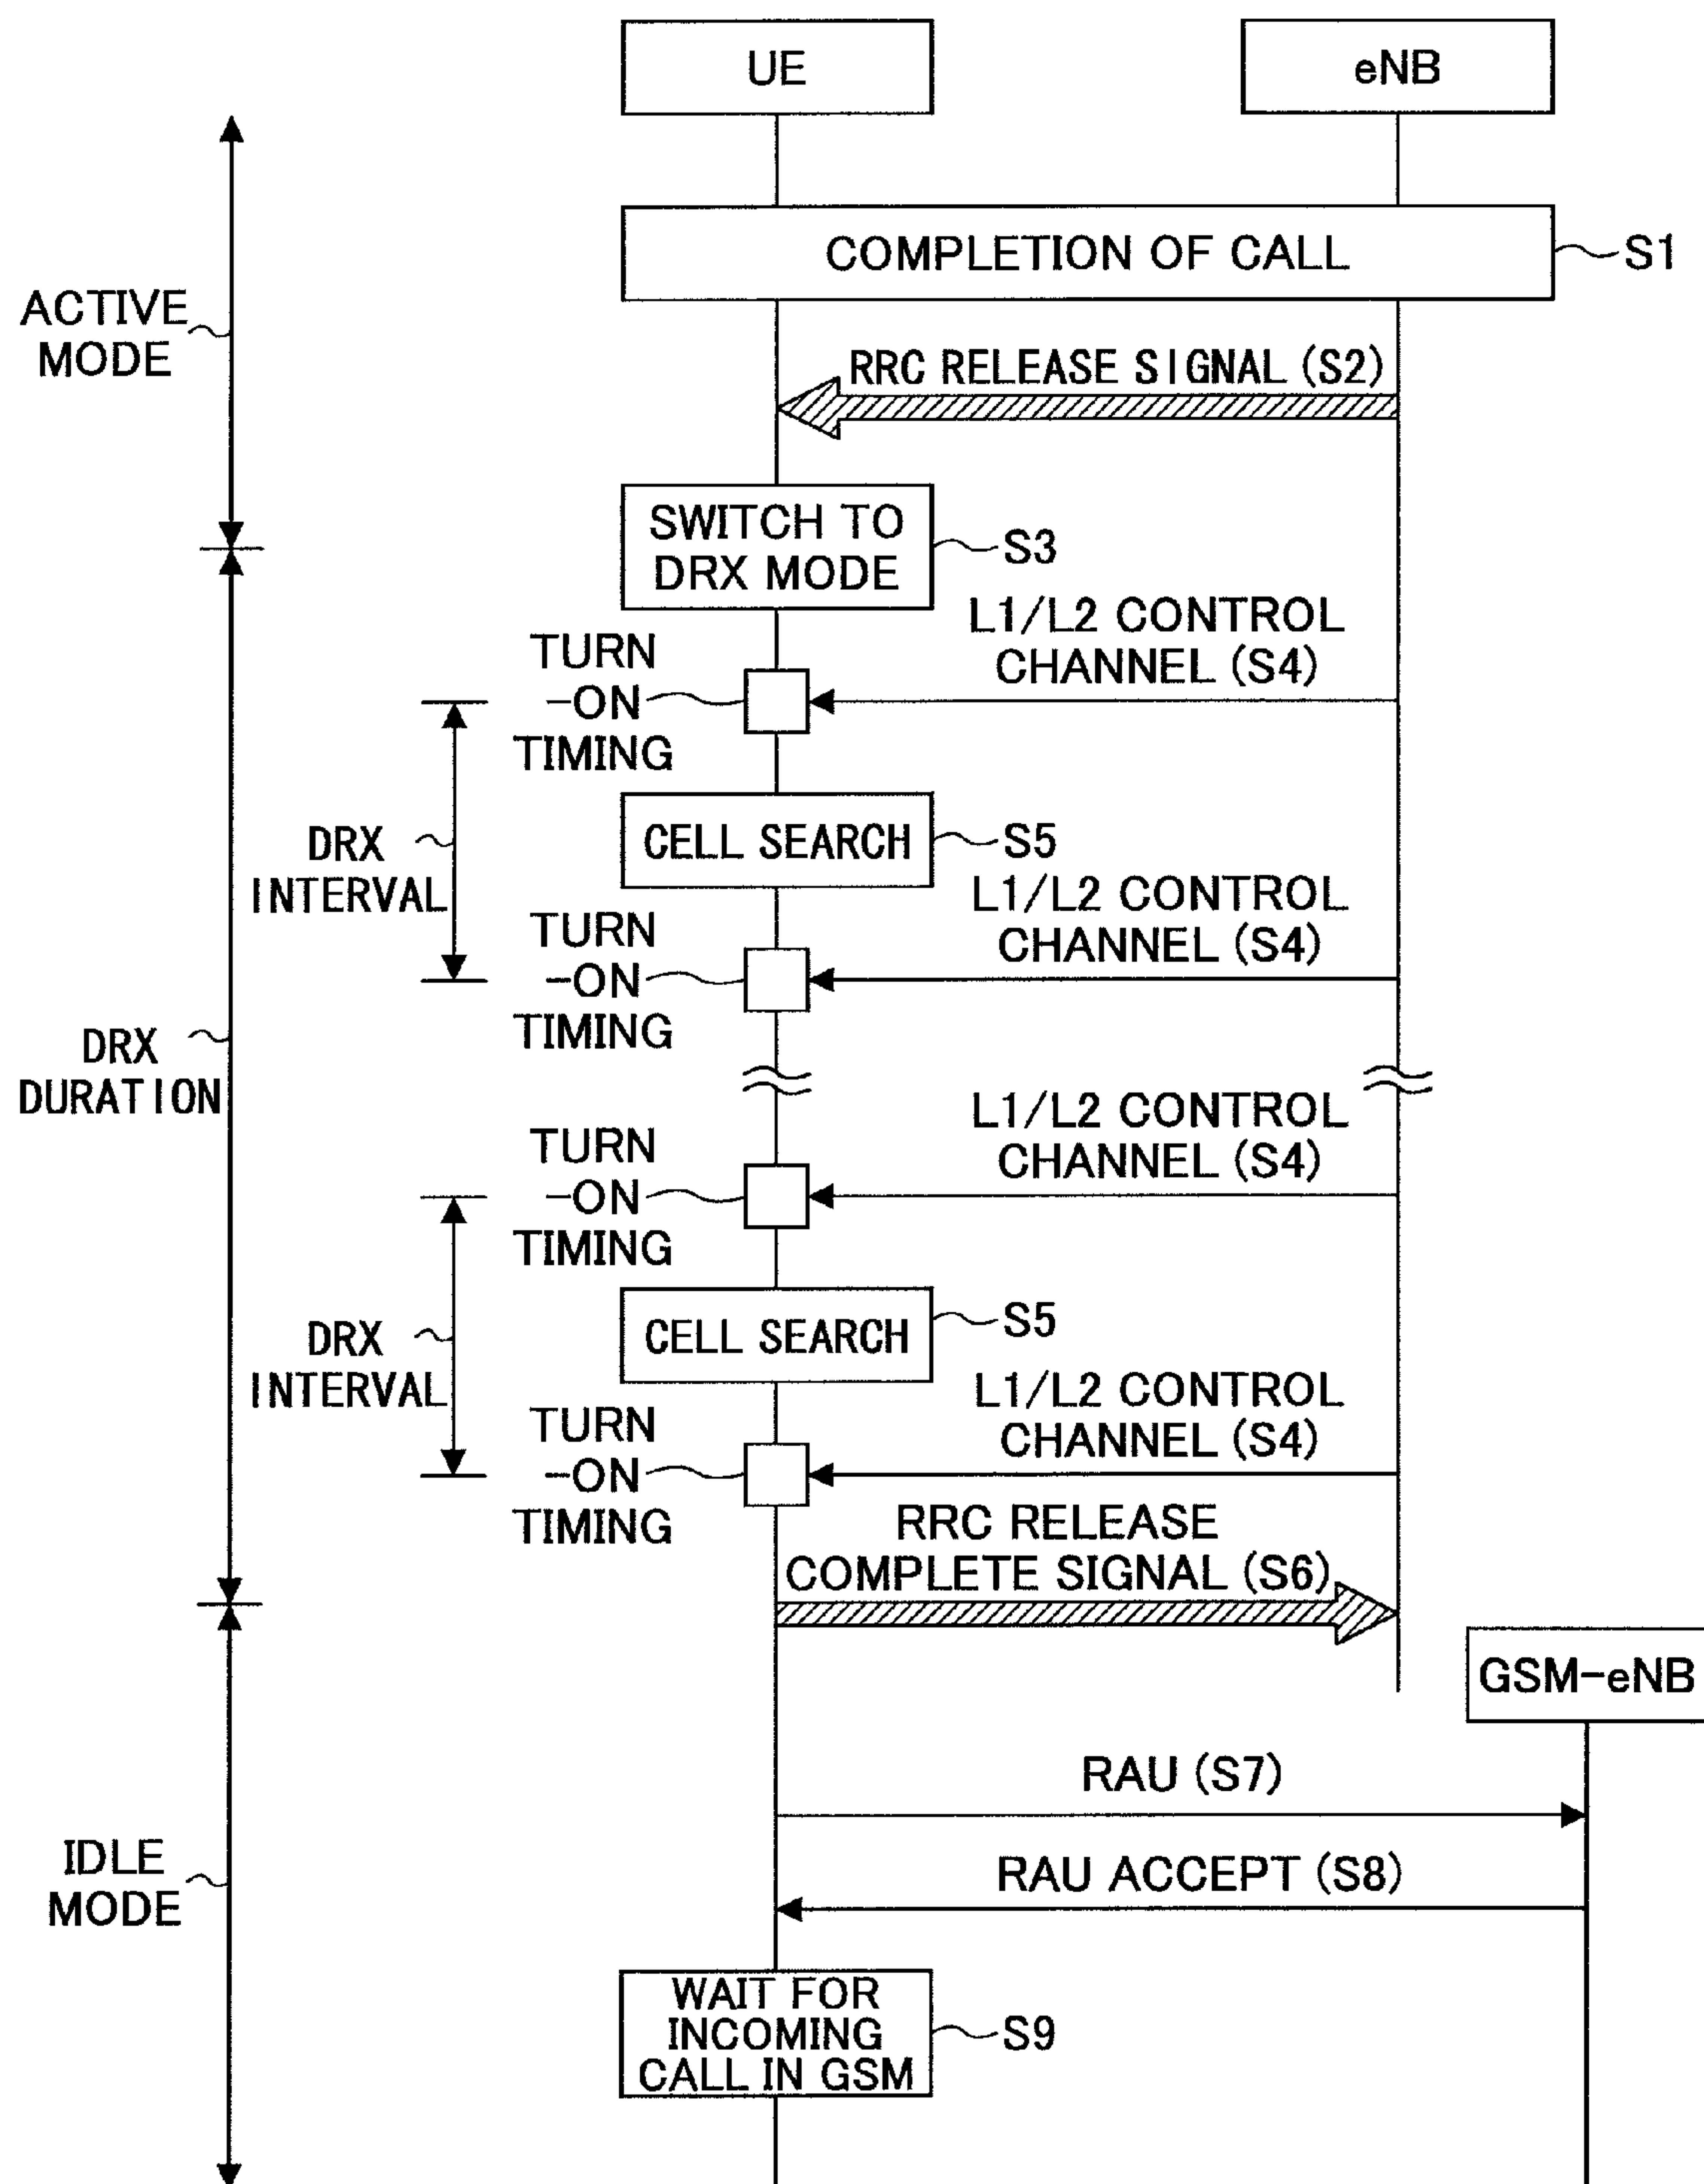 UE
eNB
COMPLETION OF CALL
S1
ACTIVE
MODE
RRC RELEASE SIGNAL (S2)
SWITCH TO
DRX MODE
S3
L1/L2 CONTROL
CHANNEL (S4)
TURN
-ON
TIMING
DRX
INTERVAL
CELL SEARCH
S5
L1/L2 CONTROL
CHANNEL (S4)
TURN
-ON
TIMING
DRX
DURATION
L1/L2 CONTROL
CHANNEL (S4)
TURN
-ON
TIMING
DRX
INTERVAL
CELL SEARCH
S5
L1/L2 CONTROL
CHANNEL (S4)
TURN
-ON
TIMING
RRC RELEASE
COMPLETE SIGNAL (S6)
GSM-eNB
RAU (S7)
IDLE
MODE
RAU ACCEPT (S8)
WAIT FOR
INCOMING
CALL IN GSM
S9